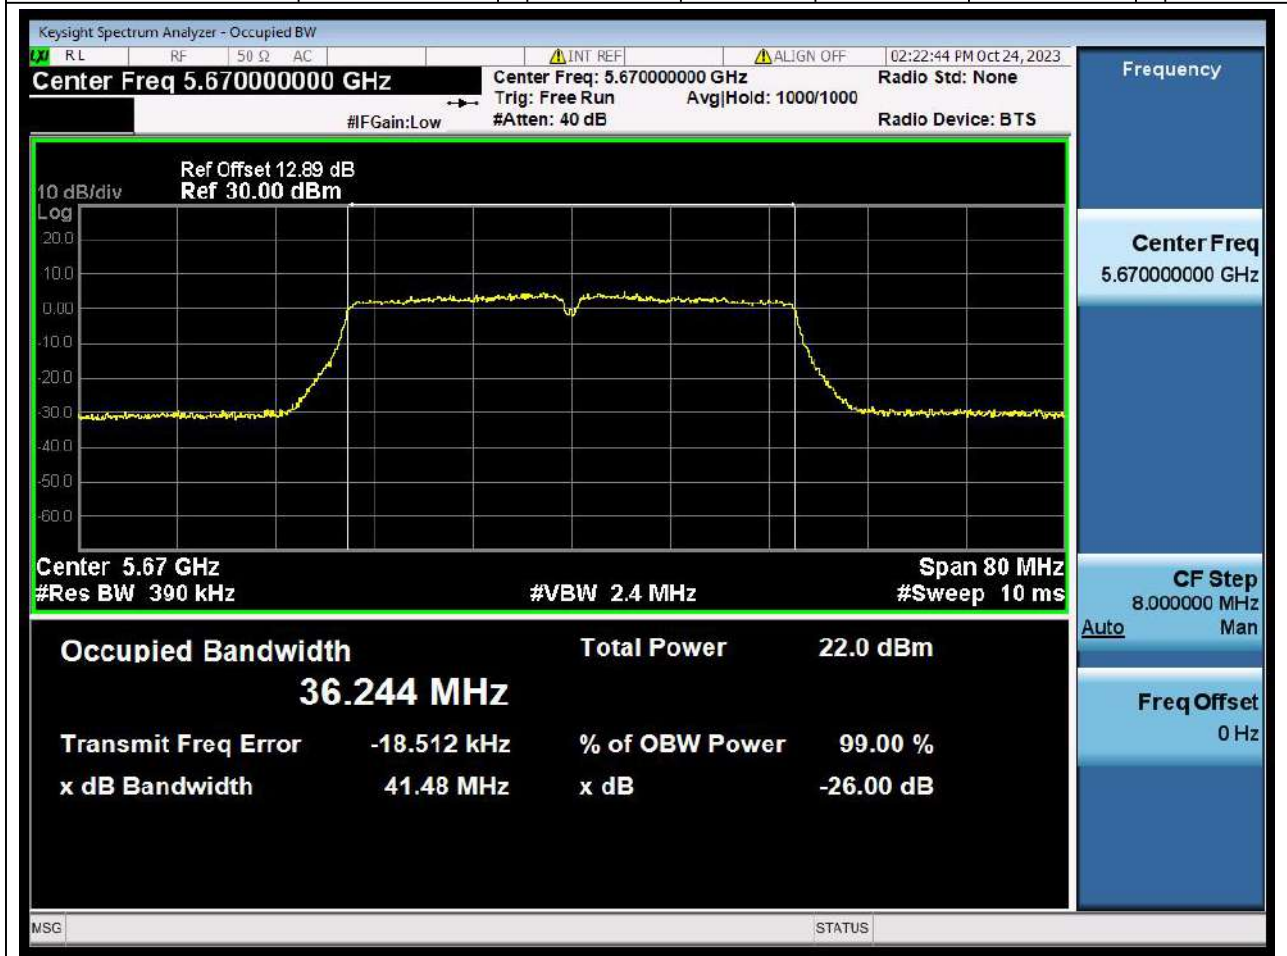 Keysight Spectrum Analyzer - Occupied BW
LXI RL RF 50 Ω AC ⚠INT REF ⚠ALIGN OFF 02:22:44 PM Oct 24, 2023
Center Freq 5.670000000 GHz
Center Freq: 5.670000000 GHz
Radio Std: None
Trig: Free Run Avg|Hold: 1000/1000
#IFGain:Low #Atten: 40 dB Radio Device: BTS
Ref Offset 12.89 dB
10 dB/div Ref 30.00 dBm
Log
20.0
10.0
0.00
-10.0
-20.0
-30.0
-40.0
-50.0
-60.0
Center 5.67 GHz Span 80 MHz
#Res BW 390 kHz #VBW 2.4 MHz #Sweep 10 ms
Occupied Bandwidth Total Power 22.0 dBm
36.244 MHz
Transmit Freq Error -18.512 kHz % of OBW Power 99.00 %
x dB Bandwidth 41.48 MHz x dB -26.00 dB
MSG STATUS
Frequency
Center Freq
5.670000000 GHz
CF Step
8.000000 MHz
Auto Man
Freq Offset
0 Hz